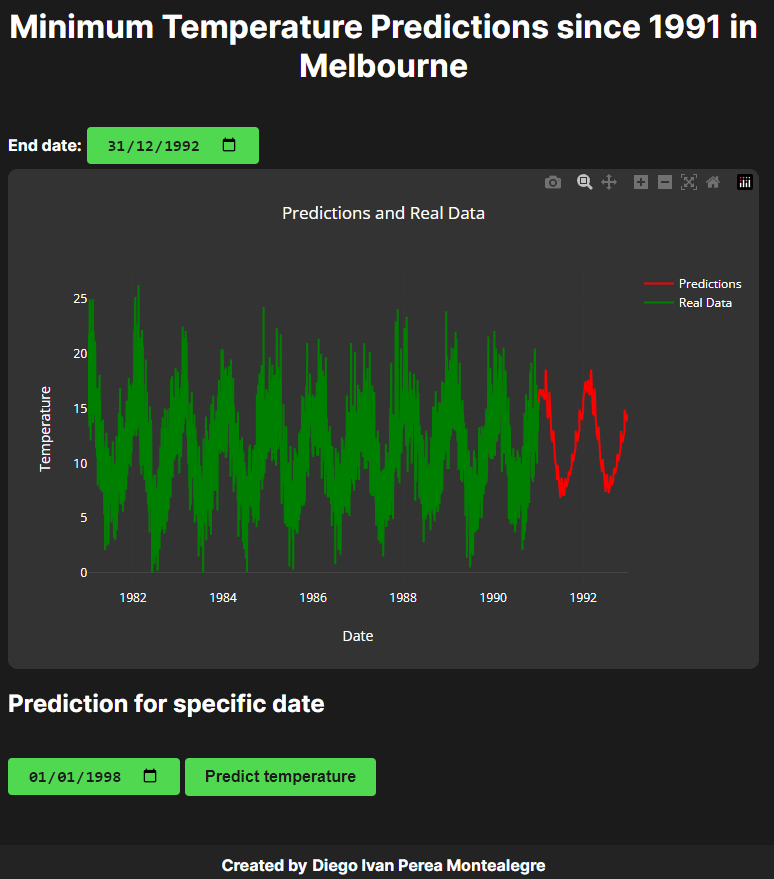 Minimum Temperature Predictions since 1991 in
Melbourne
End date: 31/12/1992
Predictions and Real Data
Predictions
Real Data
Temperature
25
20
15
10
5
0
1982 1984 1986 1988 1990 1992
Date
Prediction for specific date
01/01/1998 Predict temperature
Created by Diego Ivan Perea Montealegre